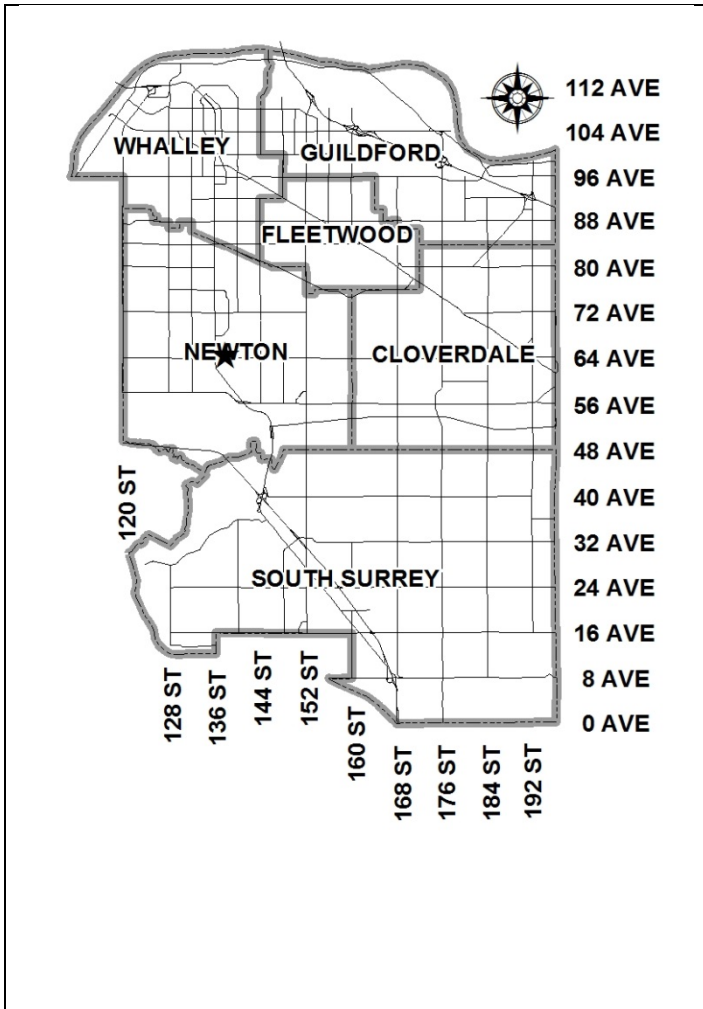 112 AVE
104 AVE
WHALLEY
GUILDFORD
96 AVE
88 AVE
FLEETWOOD
80 AVE
72 AVE
NEWTON
CLOVERDALE
64 AVE
56 AVE
48 AVE
120 ST
40 AVE
32 AVE
SOUTH SURREY
24 AVE
16 AVE
128 ST
136 ST
144 ST
152 ST
8 AVE
160 ST
0 AVE
168 ST
176 ST
184 ST
192 ST